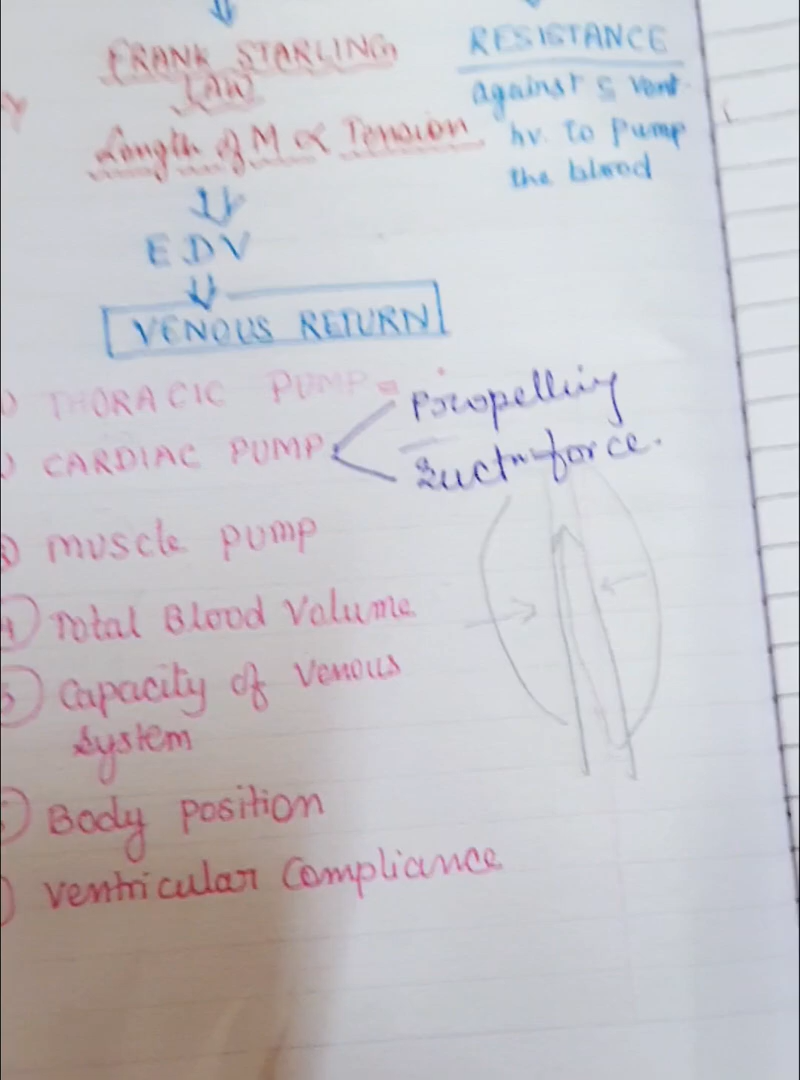 FRANK STARLING
LAW
Length of M ∝ Tension
EDV
VENOUS RETURN
RESISTANCE
against s̄ vent.
hv. to pump
the blood
THORACIC PUMP
CARDIAC PUMP
Propelling
Suctn force.
Muscle pump
4) Total Blood Volume
5) Capacity of Venous
system
Body position
Ventricular Compliance